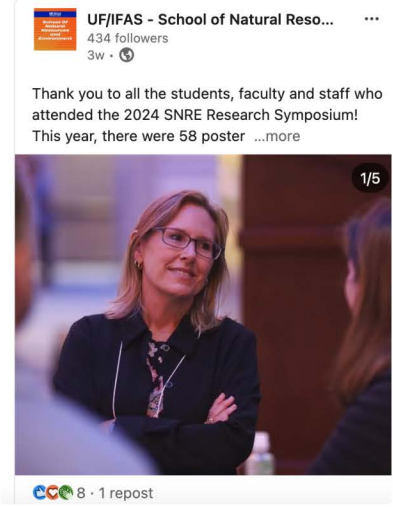 UF/IFAS - School of Natural Reso...
434 followers
3w •
Thank you to all the students, faculty and staff who
attended the 2024 SNRE Research Symposium!
This year, there were 58 poster ...more
1/5
8 · 1 repost